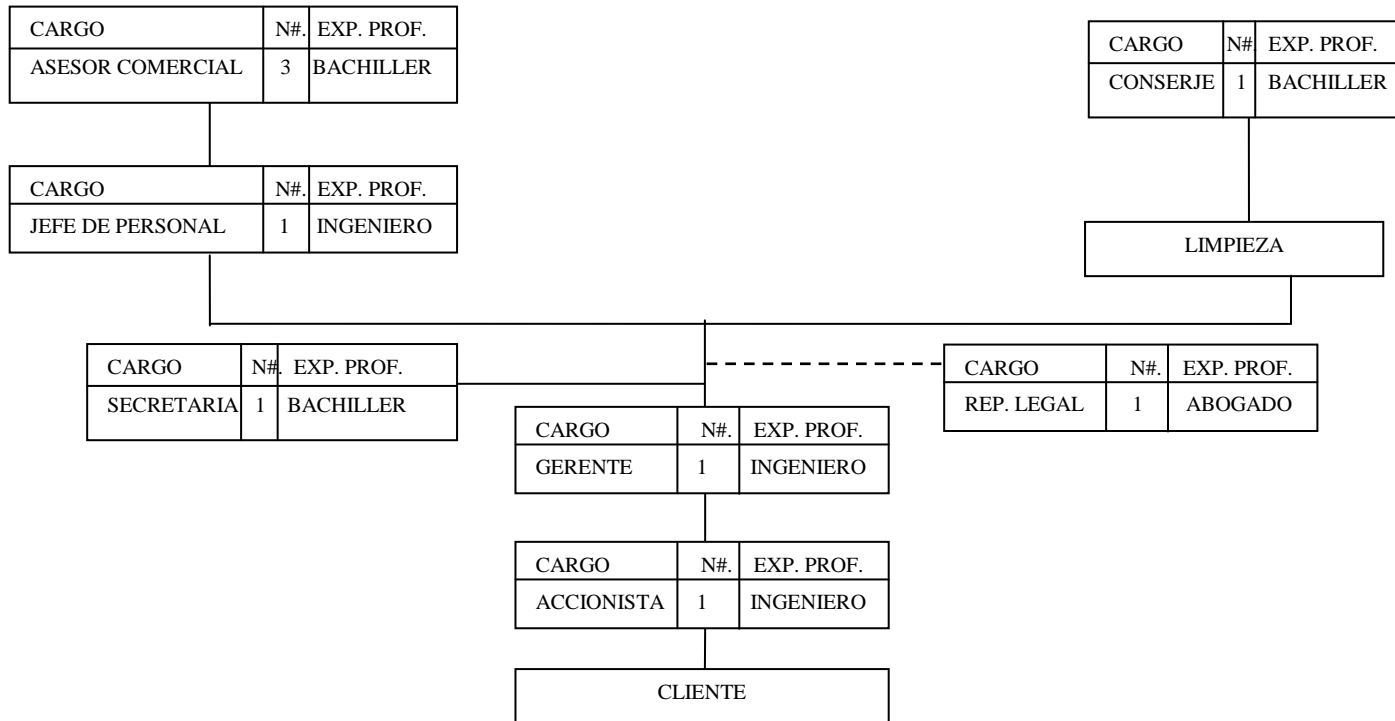 CARGO N#. EXP. PROF.
ASESOR COMERCIAL 3 BACHILLER
CARGO N#. EXP. PROF.
CONSERJE 1 BACHILLER
CARGO N#. EXP. PROF.
JEFE DE PERSONAL 1 INGENIERO
LIMPIEZA
CARGO N#. EXP. PROF.
SECRETARIA 1 BACHILLER
CARGO N#. EXP. PROF.
REP. LEGAL 1 ABOGADO
CARGO N#. EXP. PROF.
GERENTE 1 INGENIERO
CARGO N#. EXP. PROF.
ACCIONISTA 1 INGENIERO
CLIENTE